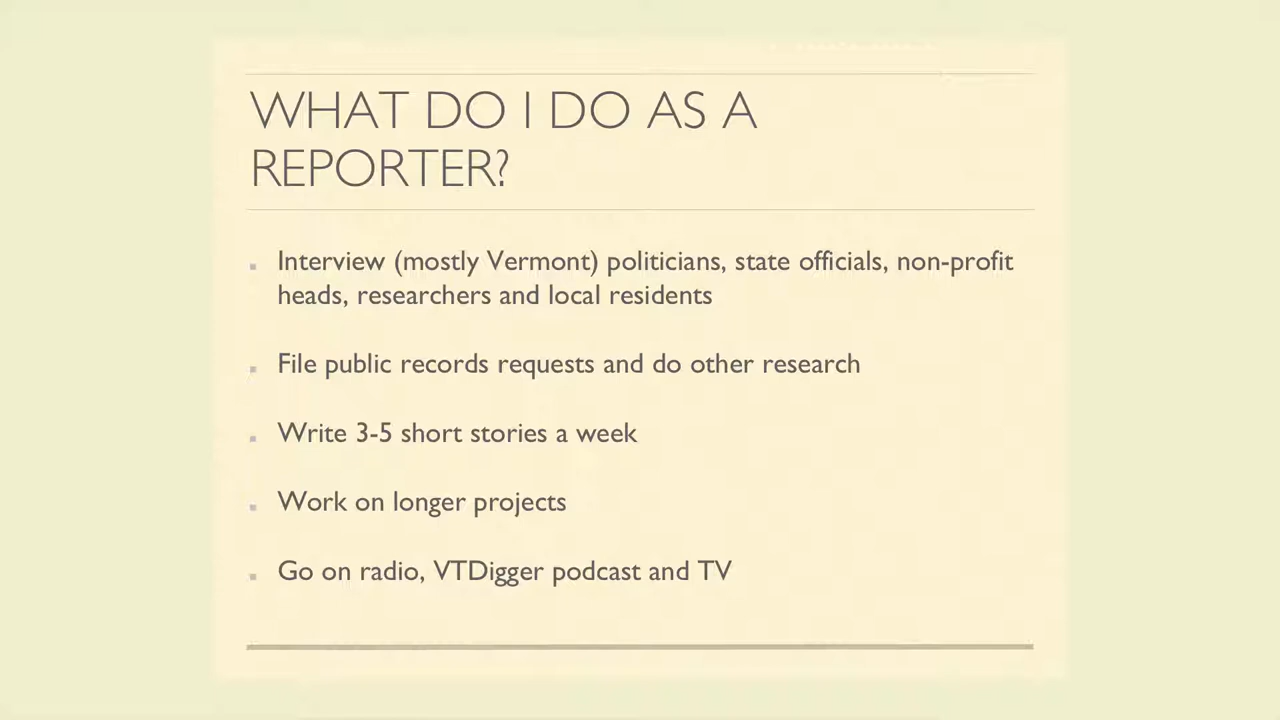 WHAT DO I DO AS A
REPORTER?
Interview (mostly Vermont) politicians, state officials, non-profit
heads, researchers and local residents
File public records requests and do other research
Write 3-5 short stories a week
Work on longer projects
Go on radio, VTDigger podcast and TV